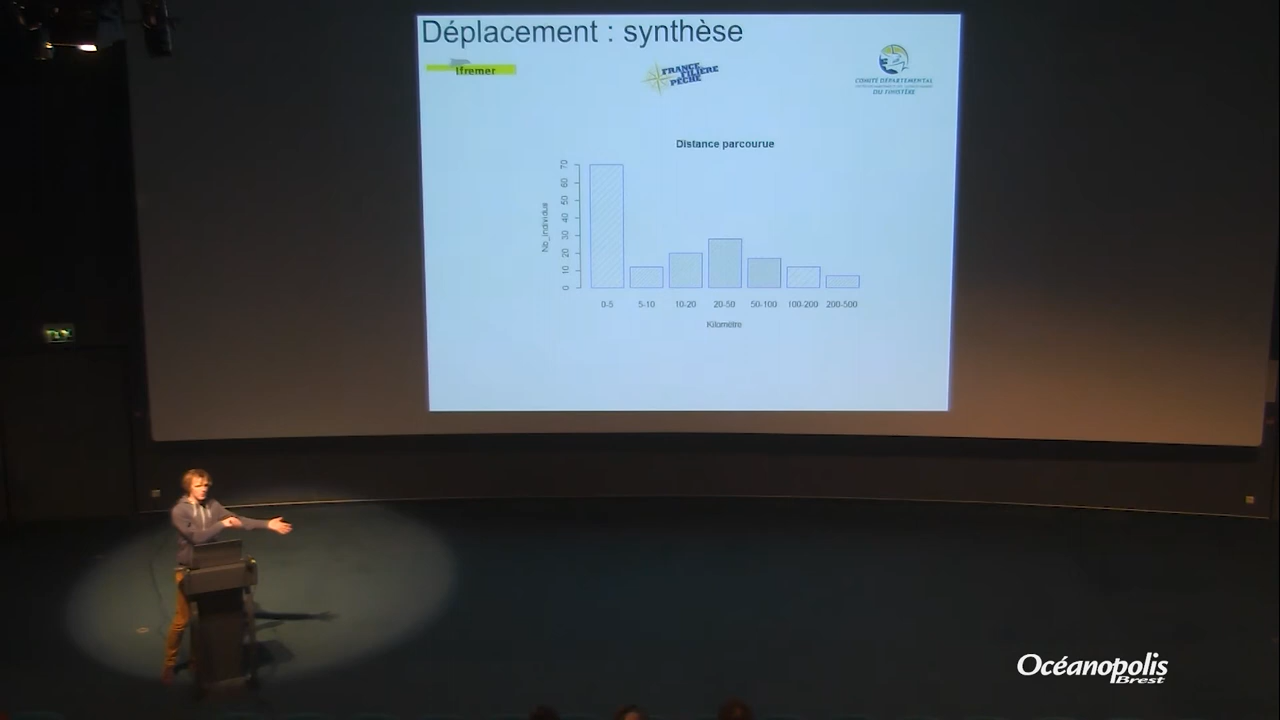 Déplacement : synthèse
Ifremer
FRANCE
FILIÈRE
PÊCHE
COMITÉ DÉPARTEMENTAL
DU FINISTÈRE
Distance parcourue
Nb_individus
0 10 20 30 40 50 60 70
0-5 5-10 10-20 20-50 50-100 100-200 200-500
Kilomètre
Océanopolis
Brest